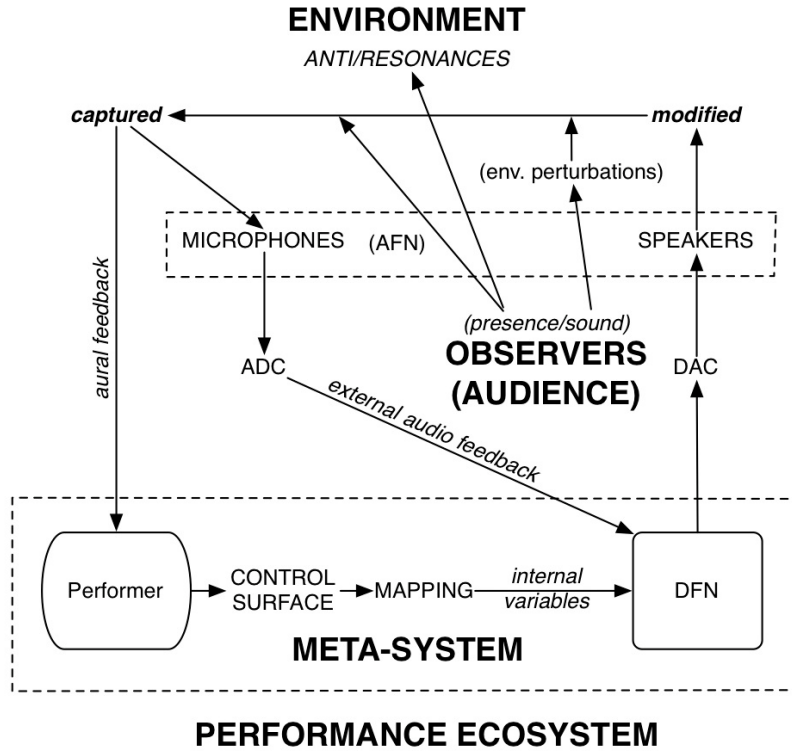 ENVIRONMENT
ANTI/RESONANCES
captured
modified
(env. perturbations)
MICROPHONES
(AFN)
SPEAKERS
(presence/sound)
OBSERVERS
(AUDIENCE)
aural feedback
ADC
DAC
external audio feedback
Performer
CONTROL
SURFACE
MAPPING
internal
variables
DFN
META-SYSTEM
PERFORMANCE ECOSYSTEM